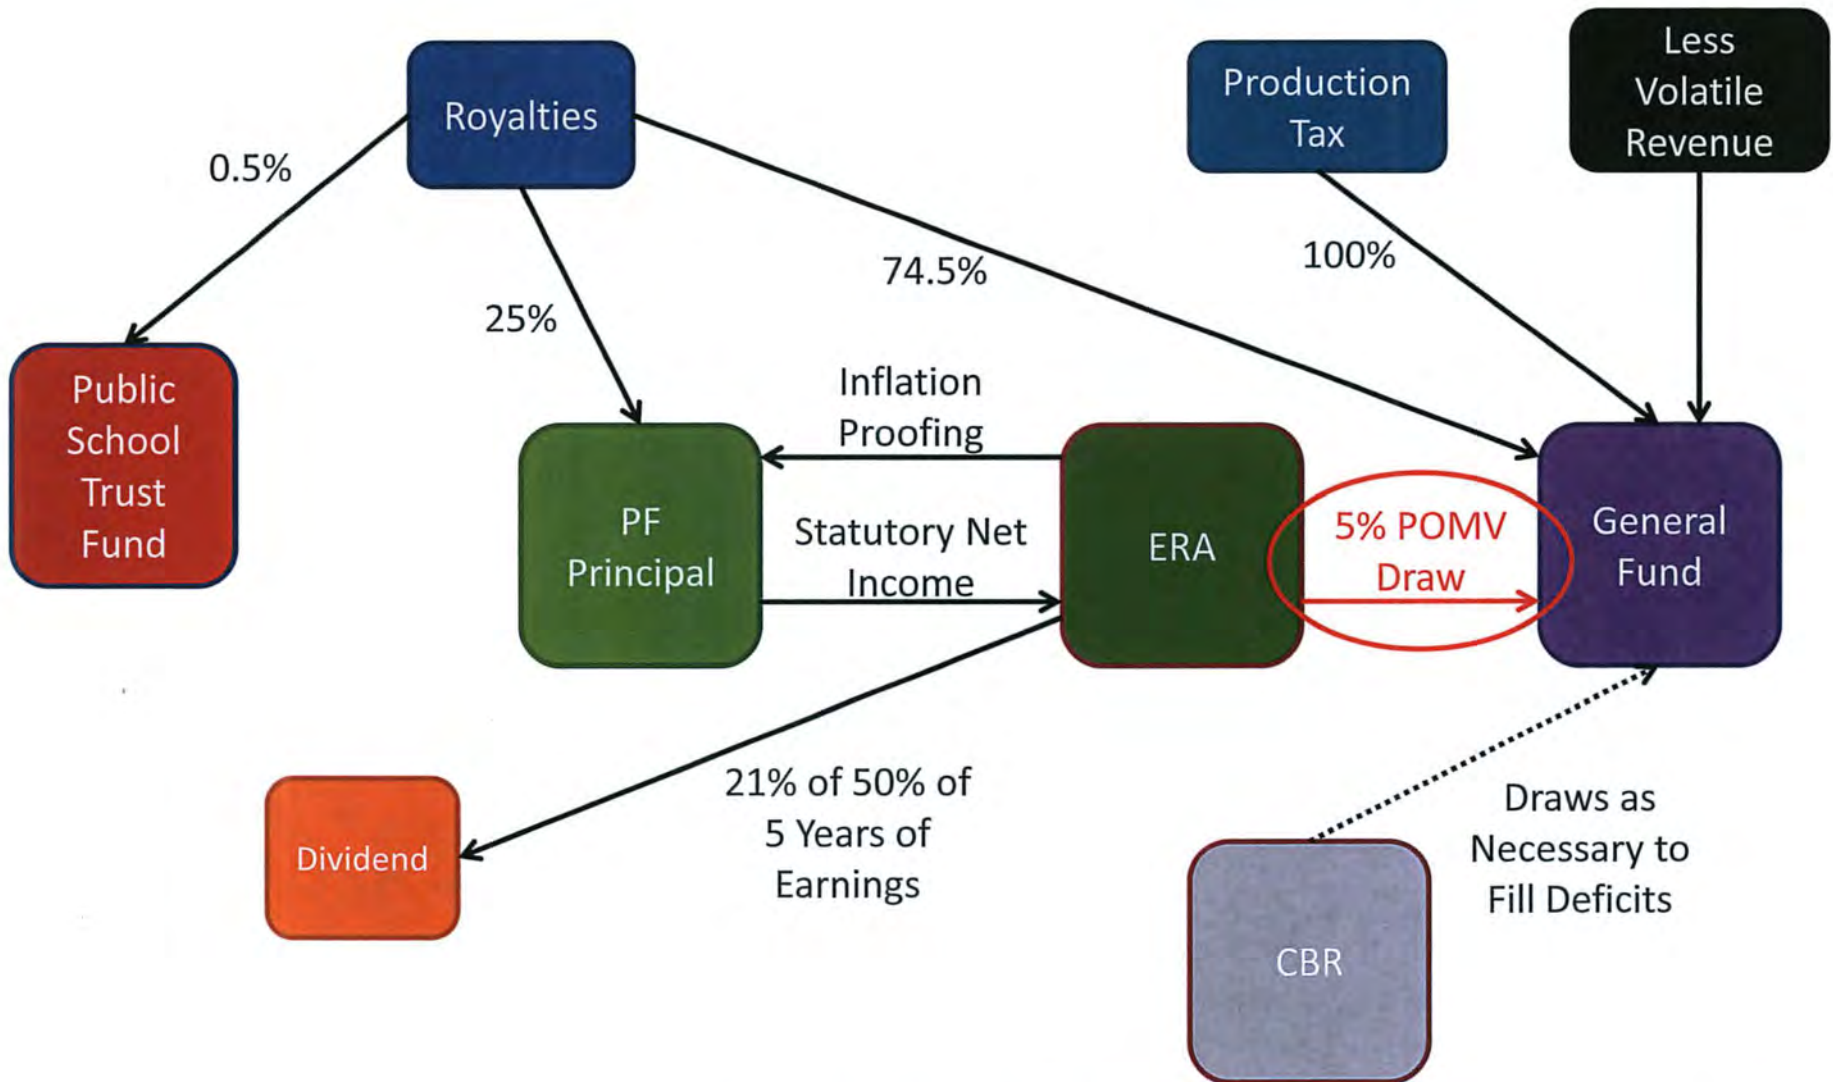 Less
Volatile
Revenue
Royalties
Production
Tax
0.5%
74.5%
100%
25%
Public
School
Trust
Fund
Inflation
Proofing
PF
Principal
Statutory Net
Income
ERA
5% POMV
Draw
General
Fund
21% of 50% of
5 Years of
Earnings
Dividend
Draws as
Necessary to
Fill Deficits
CBR